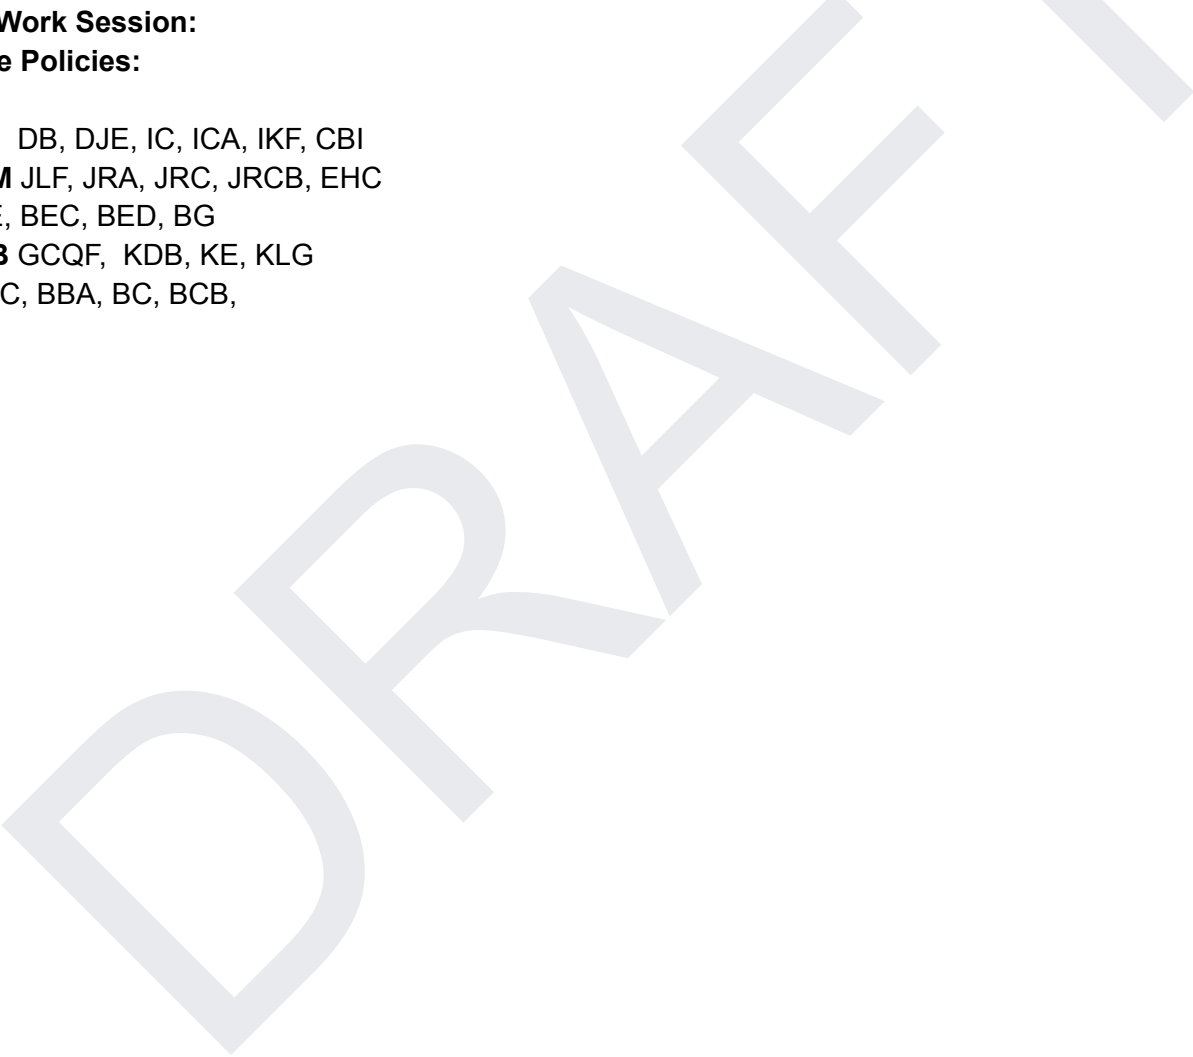 Work Session:
e Policies:
DB, DJE, IC, ICA, IKF, CBI
M JLF, JRA, JRC, JRCB, EHC
E, BEC, BED, BG
B GCQF, KDB, KE, KLG
C, BBA, BC, BCB,
DRAFT